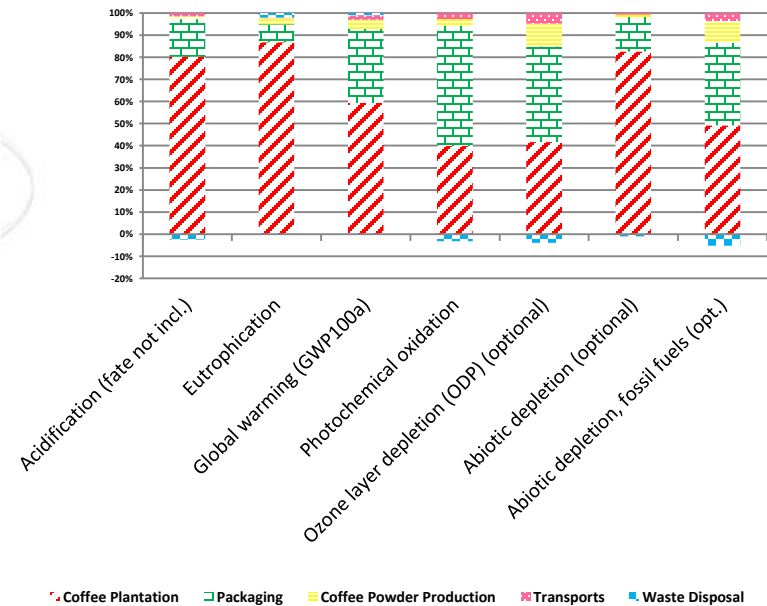 100%
90%
80%
70%
60%
50%
40%
30%
20%
10%
0%
-10%
-20%
Acidification (fate not incl.)
Eutrophication
Global warming (GWP100a)
Photochemical oxidation
Ozone layer depletion (ODP) (optional)
Abiotic depletion (optional)
Abiotic depletion, fossil fuels (opt.)
Coffee Plantation Packaging Coffee Powder Production Transports Waste Disposal